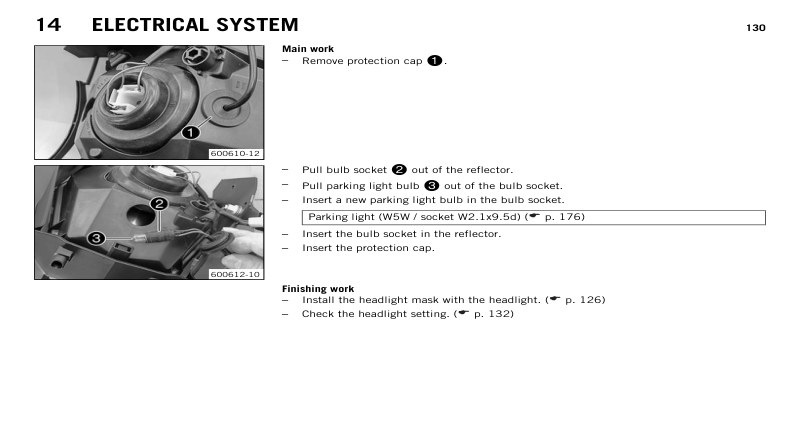 14 ELECTRICAL SYSTEM 130
1
600610-12
Main work
– Remove protection cap 1.
2
3
600612-10
– Pull bulb socket 2 out of the reflector.
– Pull parking light bulb 3 out of the bulb socket.
– Insert a new parking light bulb in the bulb socket.
Parking light (W5W / socket W2.1x9.5d) (☛ p. 176)
– Insert the bulb socket in the reflector.
– Insert the protection cap.
Finishing work
– Install the headlight mask with the headlight. (☛ p. 126)
– Check the headlight setting. (☛ p. 132)